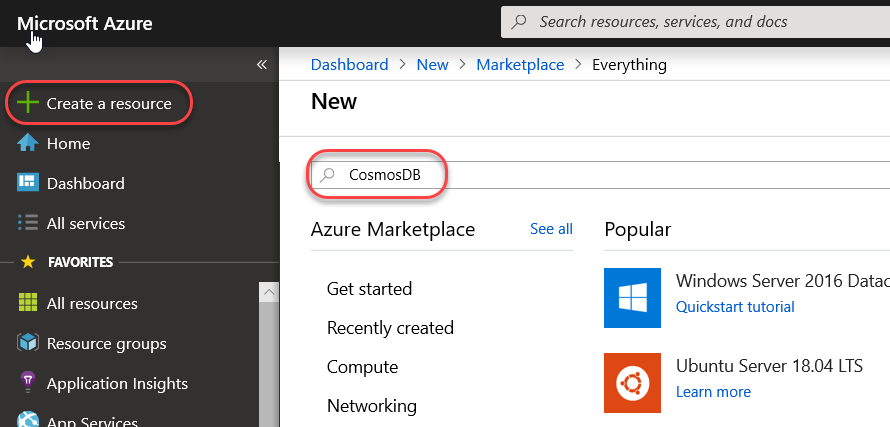 Microsoft Azure
Search resources, services, and docs
«
Create a resource
Home
Dashboard
All services
FAVORITES
All resources
Resource groups
Application Insights
App Services
Dashboard > New > Marketplace > Everything
New
CosmosDB
Azure Marketplace
See all
Get started
Recently created
Compute
Networking
Popular
Windows Server 2016 Datac
Quickstart tutorial
Ubuntu Server 18.04 LTS
Learn more